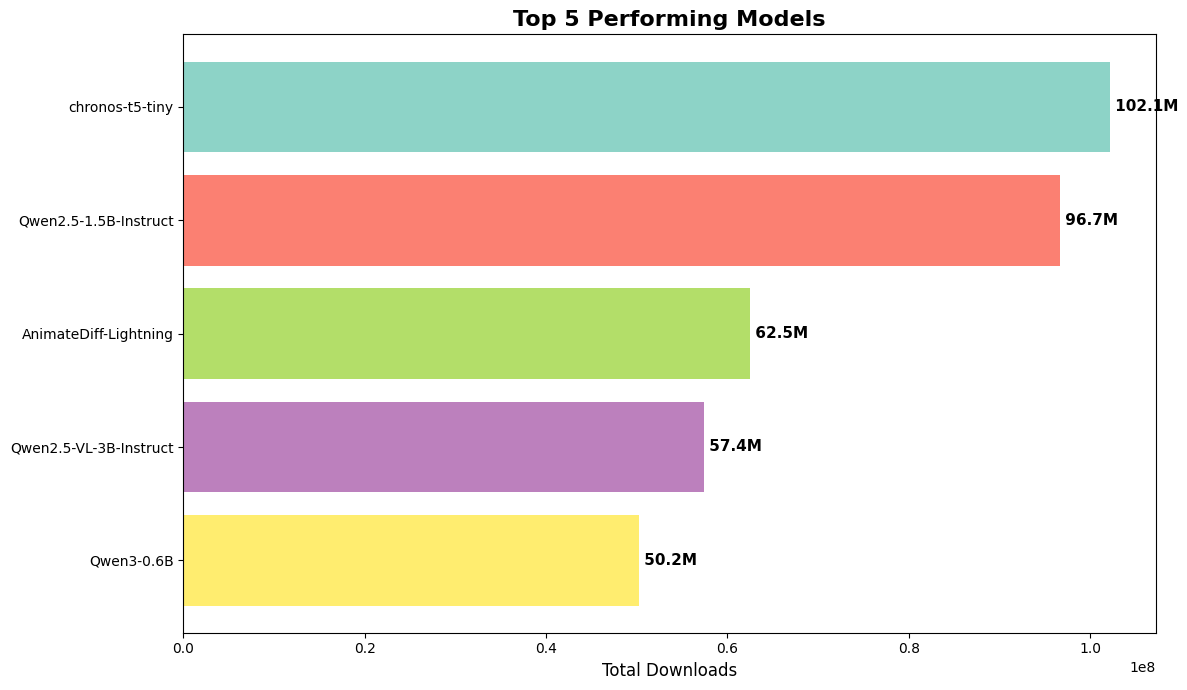 Top 5 Performing Models
chronos-t5-tiny
102.1M
Qwen2.5-1.5B-Instruct
96.7M
AnimateDiff-Lightning
62.5M
Qwen2.5-VL-3B-Instruct
57.4M
Qwen3-0.6B
50.2M
0.0 0.2 0.4 0.6 0.8 1.0
1e8
Total Downloads